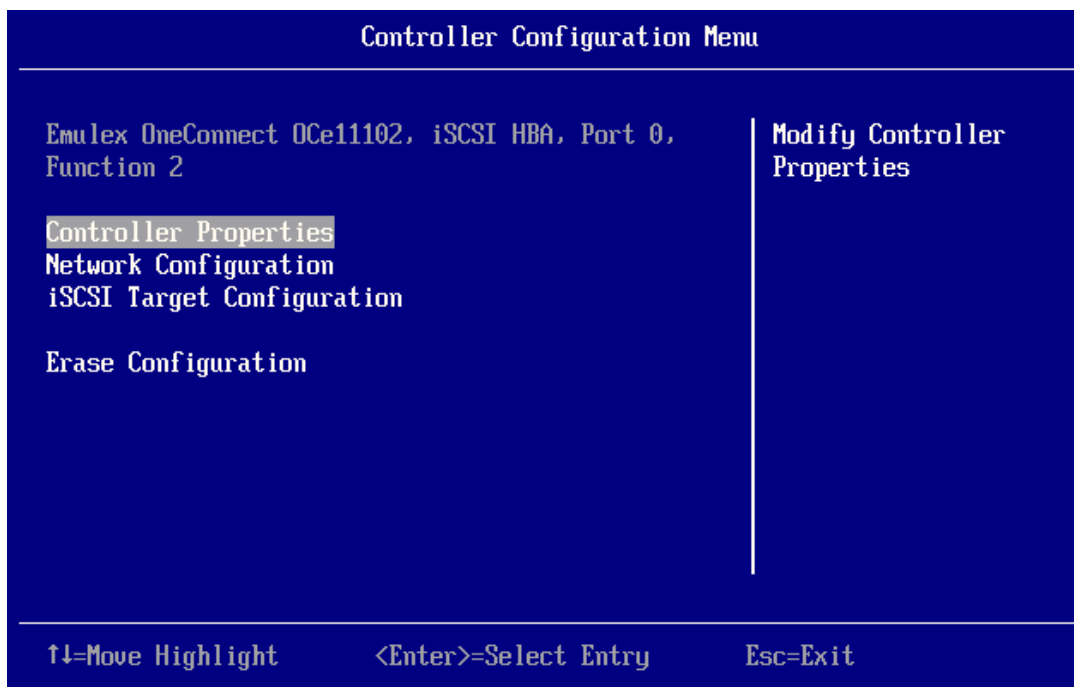 Controller Configuration Menu
Emulex OneConnect OCe11102, iSCSI HBA, Port 0,
Function 2
Modify Controller
Properties
Controller Properties
Network Configuration
iSCSI Target Configuration
Erase Configuration
↑↓=Move Highlight <Enter>=Select Entry Esc=Exit